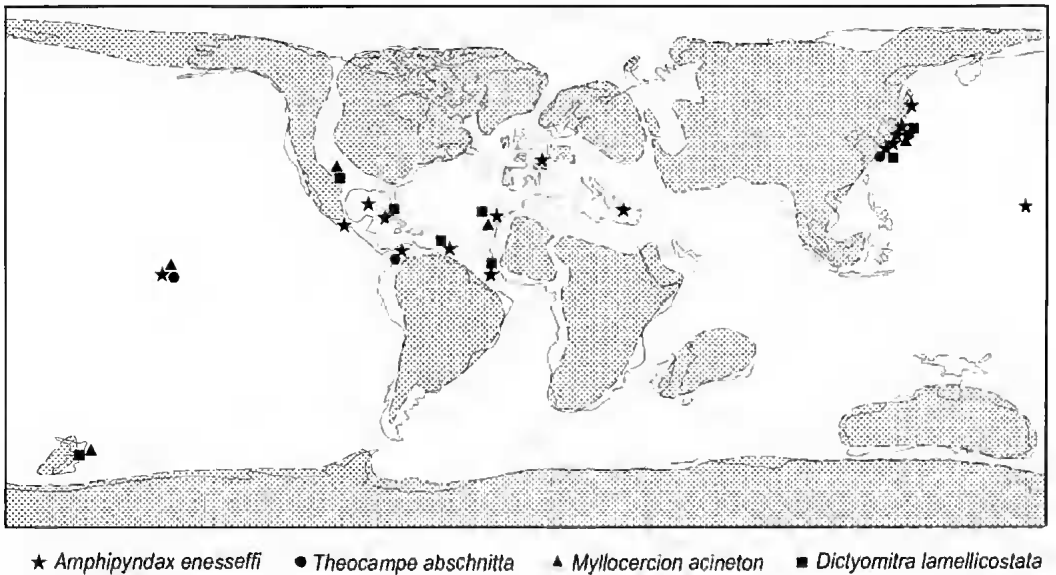 ★ Amphipyndax enesseffi ● Theocampe abschnitta ▲ Myllocercion acineton ■ Dictyomitra lamellicostata